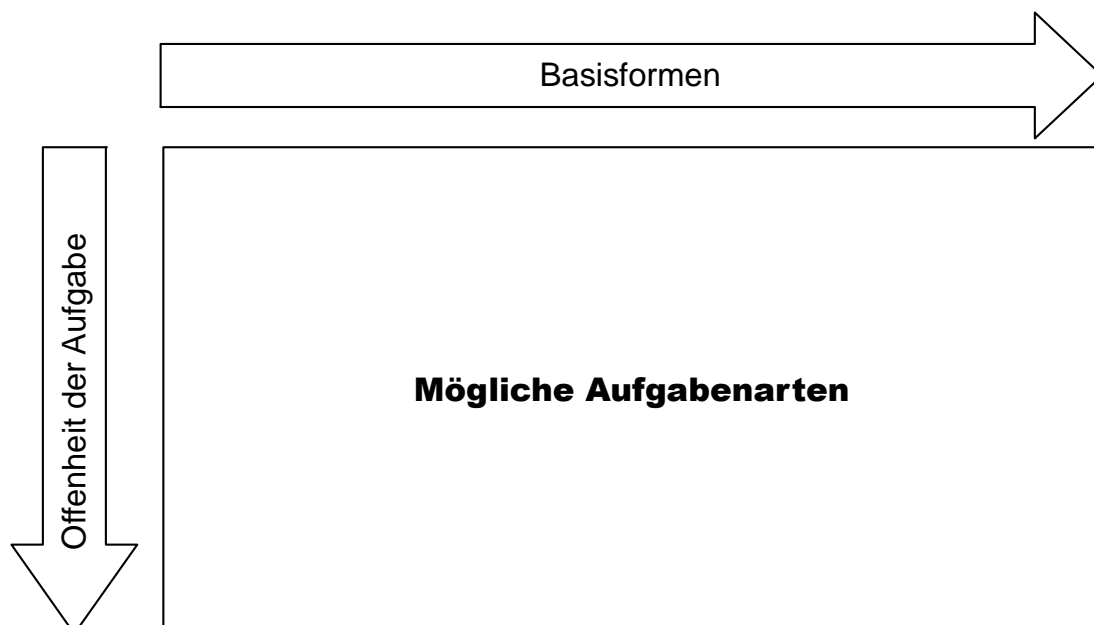 Basisformen
Offenheit der Aufgabe
Mögliche Aufgabenarten